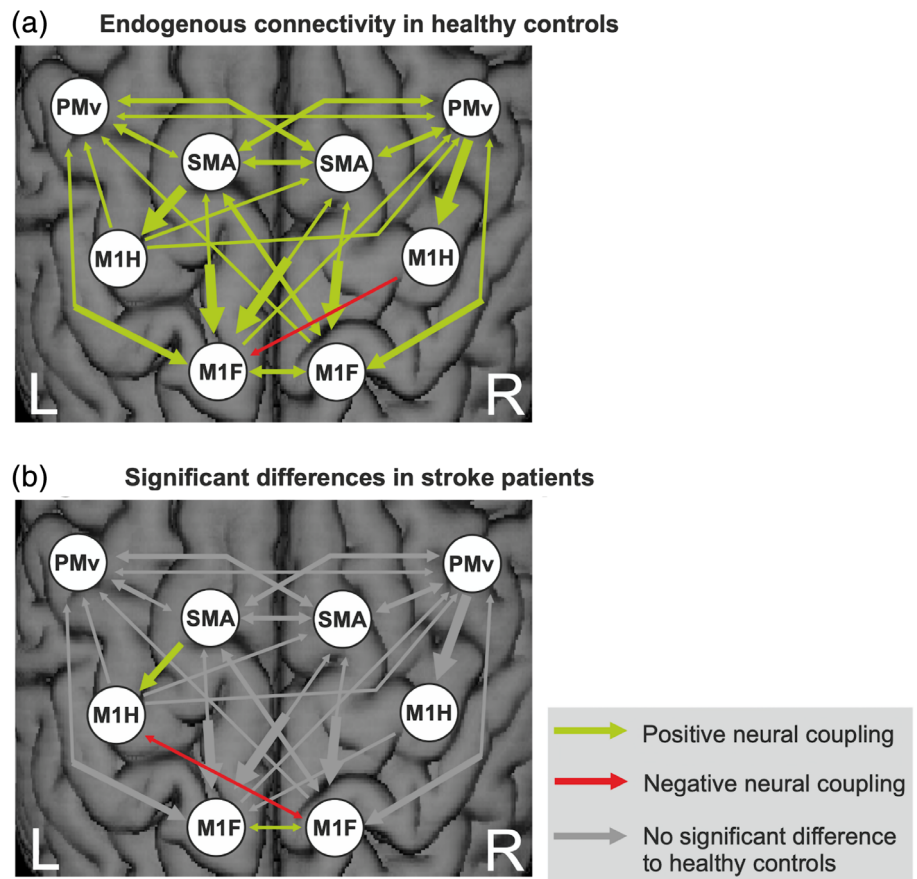 (a) Endogenous connectivity in healthy controls
PMv PMv
SMA SMA
M1H M1H
M1F M1F
L R
(b) Significant differences in stroke patients
PMv PMv
SMA SMA
M1H M1H
M1F M1F
L R
Positive neural coupling
Negative neural coupling
No significant difference
to healthy controls